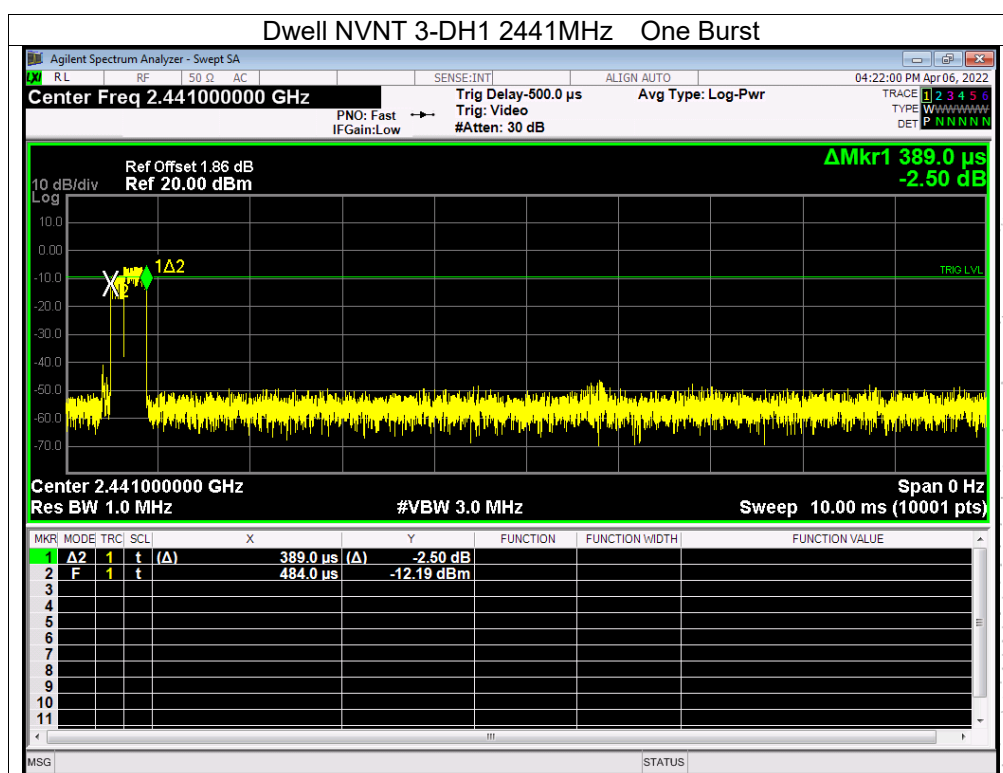 Dwell NVNT 3-DH1 2441MHz One Burst
Agilent Spectrum Analyzer - Swept SA
LXI RL RF 50 Ω AC SENSE:INT ALIGN AUTO 04:22:00 PM Apr 06, 2022
Center Freq 2.441000000 GHz Trig Delay-500.0 µs Avg Type: Log-Pwr TRACE 1 2 3 4 5 6
PNO: Fast Trig: Video TYPE WWWWWW
IFGain:Low #Atten: 30 dB DET P N N N N N
ΔMkr1 389.0 µs
-2.50 dB
Ref Offset 1.86 dB
10 dB/div Ref 20.00 dBm
Log
10.0
0.00
1Δ2
TRIG LVL
-10.0
2
-20.0
-30.0
-40.0
-50.0
-60.0
-70.0
Center 2.441000000 GHz Span 0 Hz
Res BW 1.0 MHz #VBW 3.0 MHz Sweep 10.00 ms (10001 pts)
MKR MODE TRC SCL X Y FUNCTION FUNCTION WIDTH FUNCTION VALUE
1 Δ2 1 t (Δ) 389.0 µs (Δ) -2.50 dB
2 F 1 t 484.0 µs -12.19 dBm
3
4
5
6
7
8
9
10
11
MSG STATUS